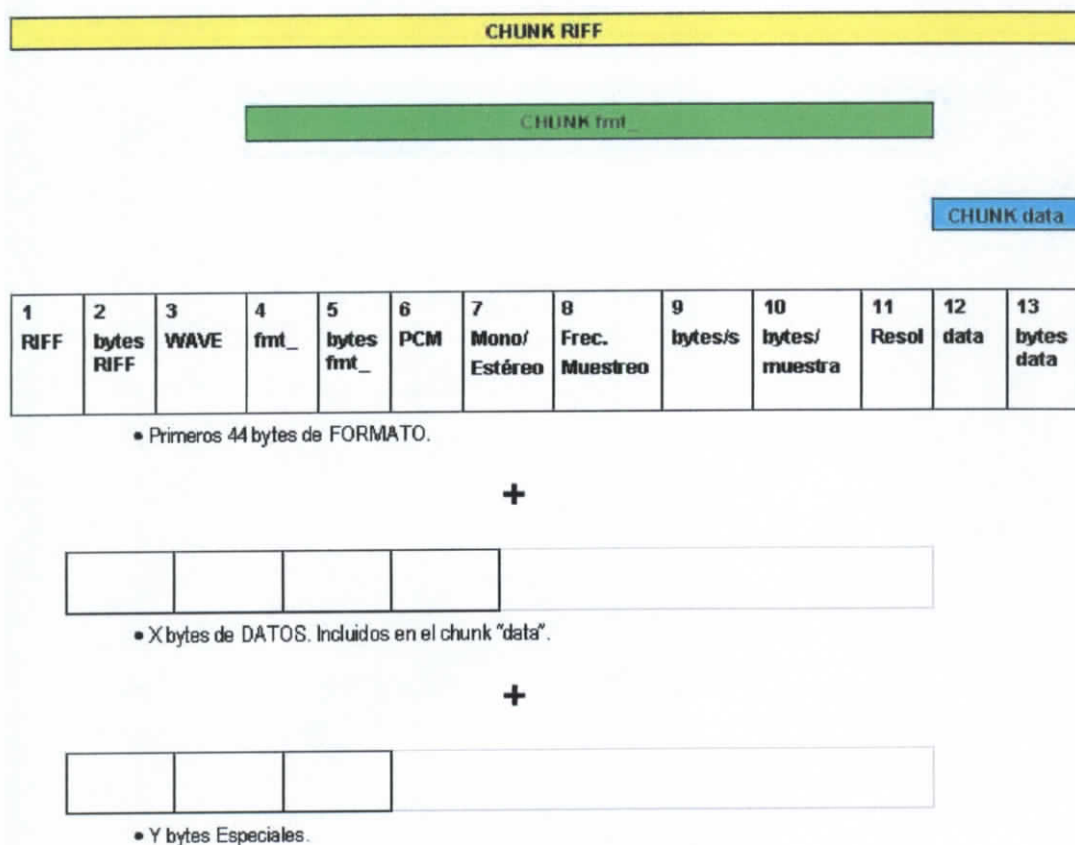 CHUNK RIFF
CHUNK fmt_
CHUNK data
1 2 3 4 5 6 7 8 9 10 11 12 13
RIFF bytes WAVE fmt_ bytes PCM Mono/ Frec. bytes/s bytes/ Resol data bytes
RIFF fmt_ Estéreo Muestreo muestra data
• Primeros 44 bytes de FORMATO.
+
• X bytes de DATOS. Incluidos en el chunk "data".
+
• Y bytes Especiales.